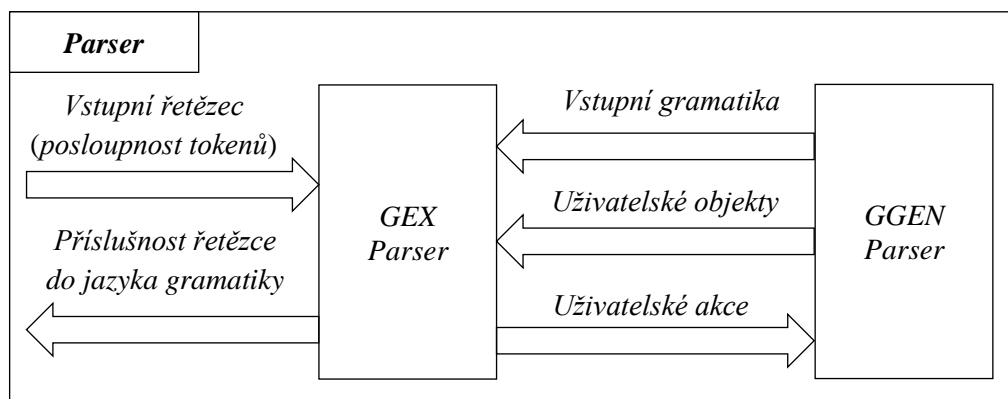 Parser
Vstupní řetězec
(posloupnost tokenů)
Příslušnost řetězce
do jazyka gramatiky
GEX
Parser
Vstupní gramatika
Uživatelské objekty
Uživatelské akce
GGEN
Parser